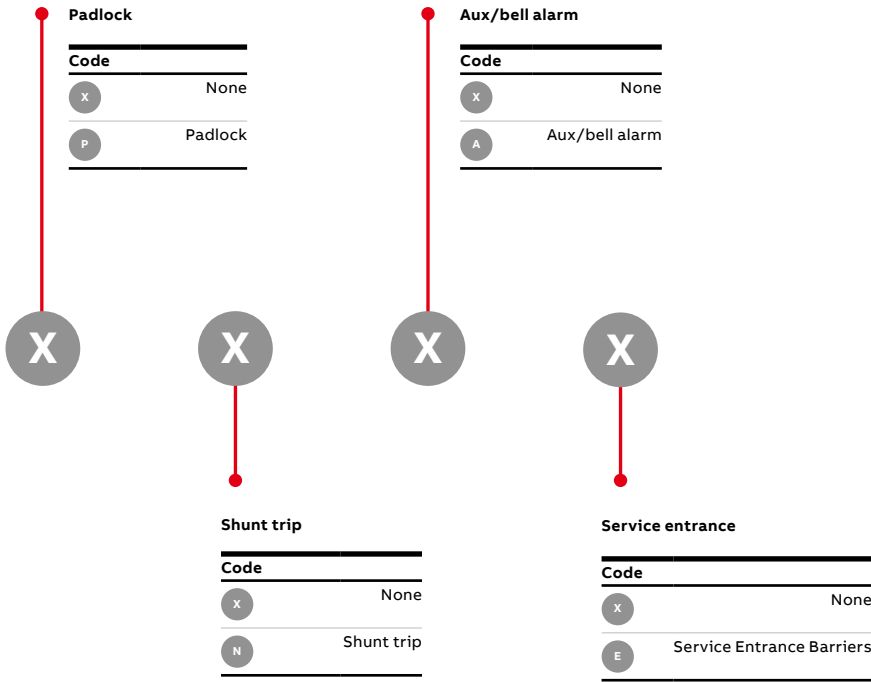 Padlock
Code
X None
P Padlock
Aux/bell alarm
Code
X None
A Aux/bell alarm
X X X X
Shunt trip
Code
X None
N Shunt trip
Service entrance
Code
X None
E Service Entrance Barriers